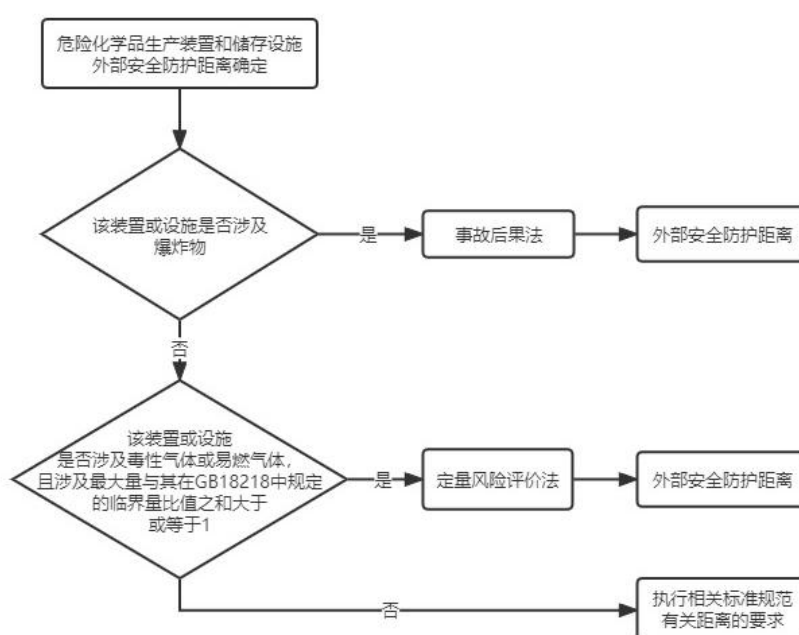 危险化学品生产装置和储存设施
外部安全防护距离确定
该装置或设施是否涉及
爆炸物
是
事故后果法
外部安全防护距离
否
该装置或设施
是否涉及毒性气体或易燃气体,
且涉及最大量与其在GB18218中规定
的临界量比值之和大于
或等于1
是
定量风险评价法
外部安全防护距离
否
执行相关标准规范
有关距离的要求